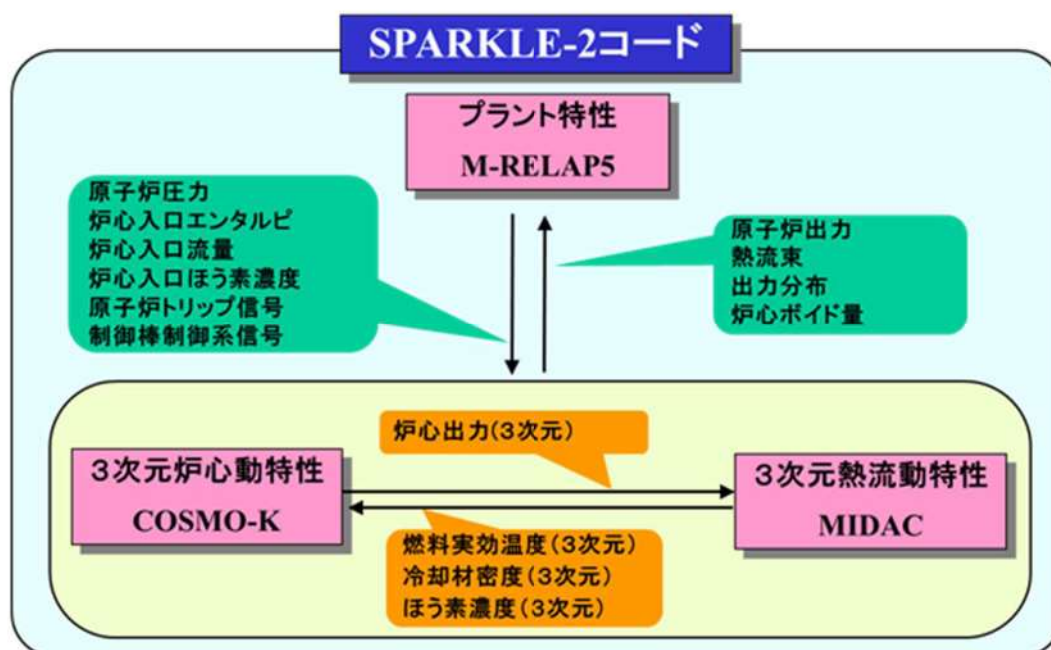 SPARKLE-2コード
プラント特性
M-RELAP5
原子炉圧力
炉心入口エンタルピ
炉心入口流量
炉心入口ほう素濃度
原子炉トリップ信号
制御棒制御系信号
原子炉出力
熱流束
出力分布
炉心ボイド量
炉心出力(3次元)
3次元炉心動特性
COSMO-K
3次元熱流動特性
MIDAC
燃料実効温度(3次元)
冷却材密度(3次元)
ほう素濃度(3次元)